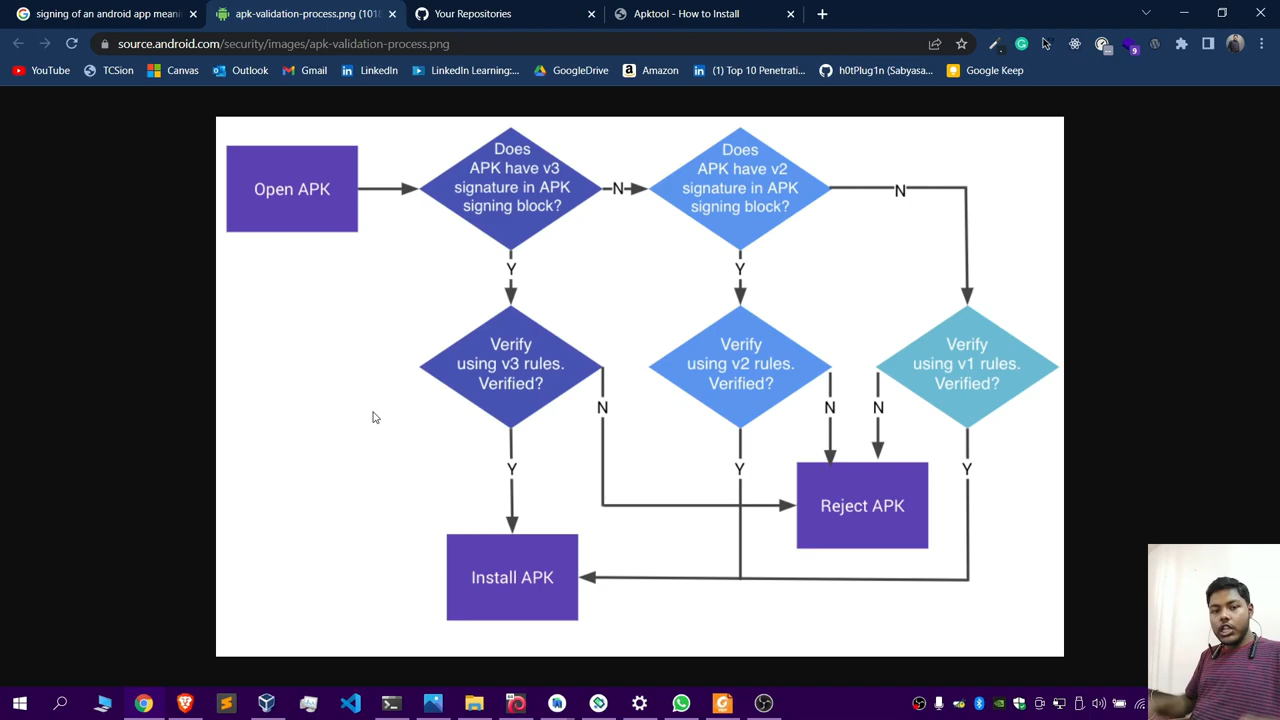 signing of an android app meani
apk-validation-process.png (1018
Your Repositories
Apktool - How to Install
source.android.com/security/images/apk-validation-process.png
9
YouTube
TCSion
Canvas
Outlook
Gmail
LinkedIn
LinkedIn Learning:...
GoogleDrive
Amazon
(1) Top 10 Penetrati...
h0tPlug1n (Sabyasa...
Google Keep
Open APK
Does
APK have v3
signature in APK
signing block?
N
Does
APK have v2
signature in APK
signing block?
N
Y
Y
Verify
using v3 rules.
Verified?
Verify
using v2 rules.
Verified?
Verify
using v1 rules.
Verified?
N
N
N
Y
Y
Y
Reject APK
Install APK